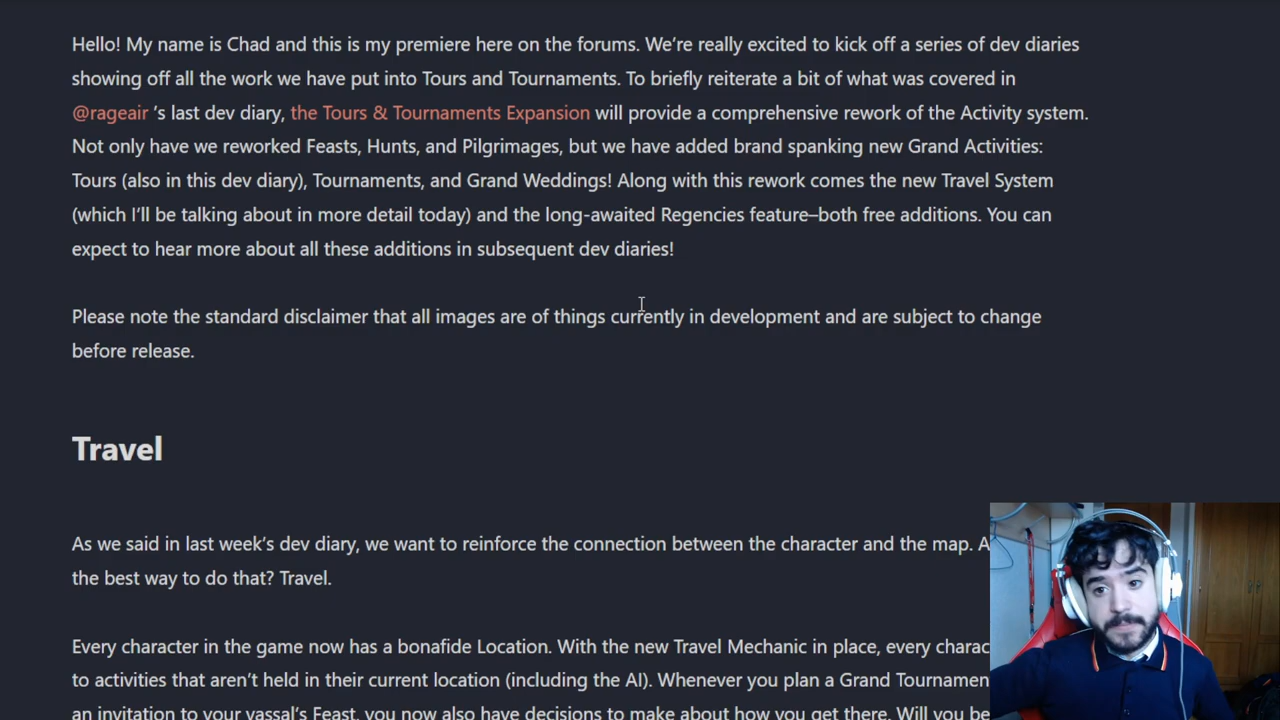 Hello! My name is Chad and this is my premiere here on the forums. We're really excited to kick off a series of dev diaries
showing off all the work we have put into Tours and Tournaments. To briefly reiterate a bit of what was covered in
@rageair 's last dev diary, the Tours & Tournaments Expansion will provide a comprehensive rework of the Activity system.
Not only have we reworked Feasts, Hunts, and Pilgrimages, but we have added brand spanking new Grand Activities:
Tours (also in this dev diary), Tournaments, and Grand Weddings! Along with this rework comes the new Travel System
(which I'll be talking about in more detail today) and the long-awaited Regencies feature–both free additions. You can
expect to hear more about all these additions in subsequent dev diaries!
Please note the standard disclaimer that all images are of things currently in development and are subject to change
before release.
Travel
As we said in last week's dev diary, we want to reinforce the connection between the character and the map. A
the best way to do that? Travel.
Every character in the game now has a bonafide Location. With the new Travel Mechanic in place, every charac
to activities that aren't held in their current location (including the AI). Whenever you plan a Grand Tournamen
an invitation to your vassal's Feast, you now also have decisions to make about how you get there. Will you be